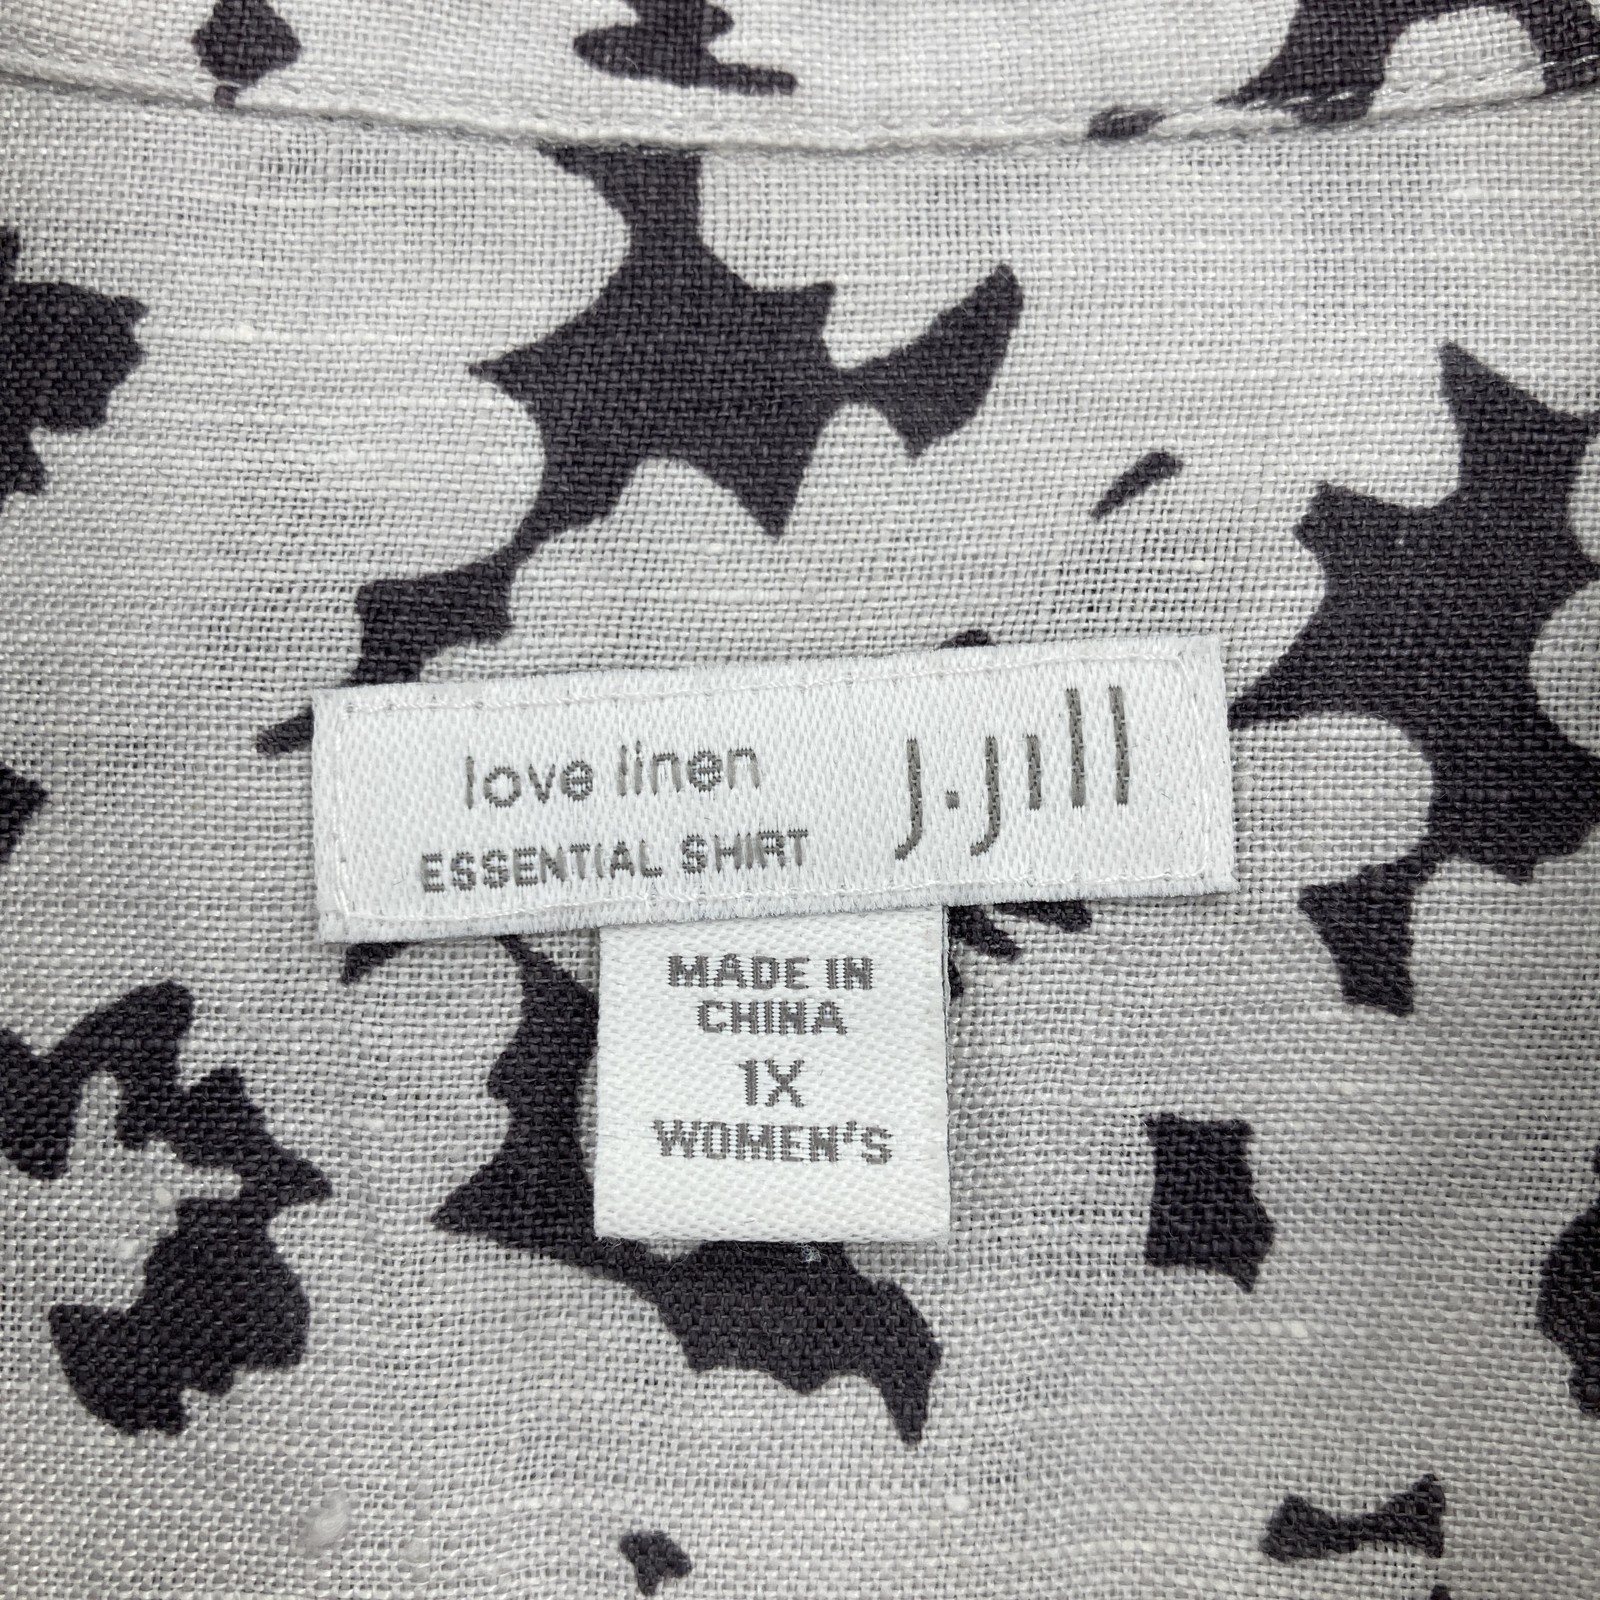 love linen
ESSENTIAL SHIRT
J.Jill
MADE IN
CHINA
1X
WOMEN'S